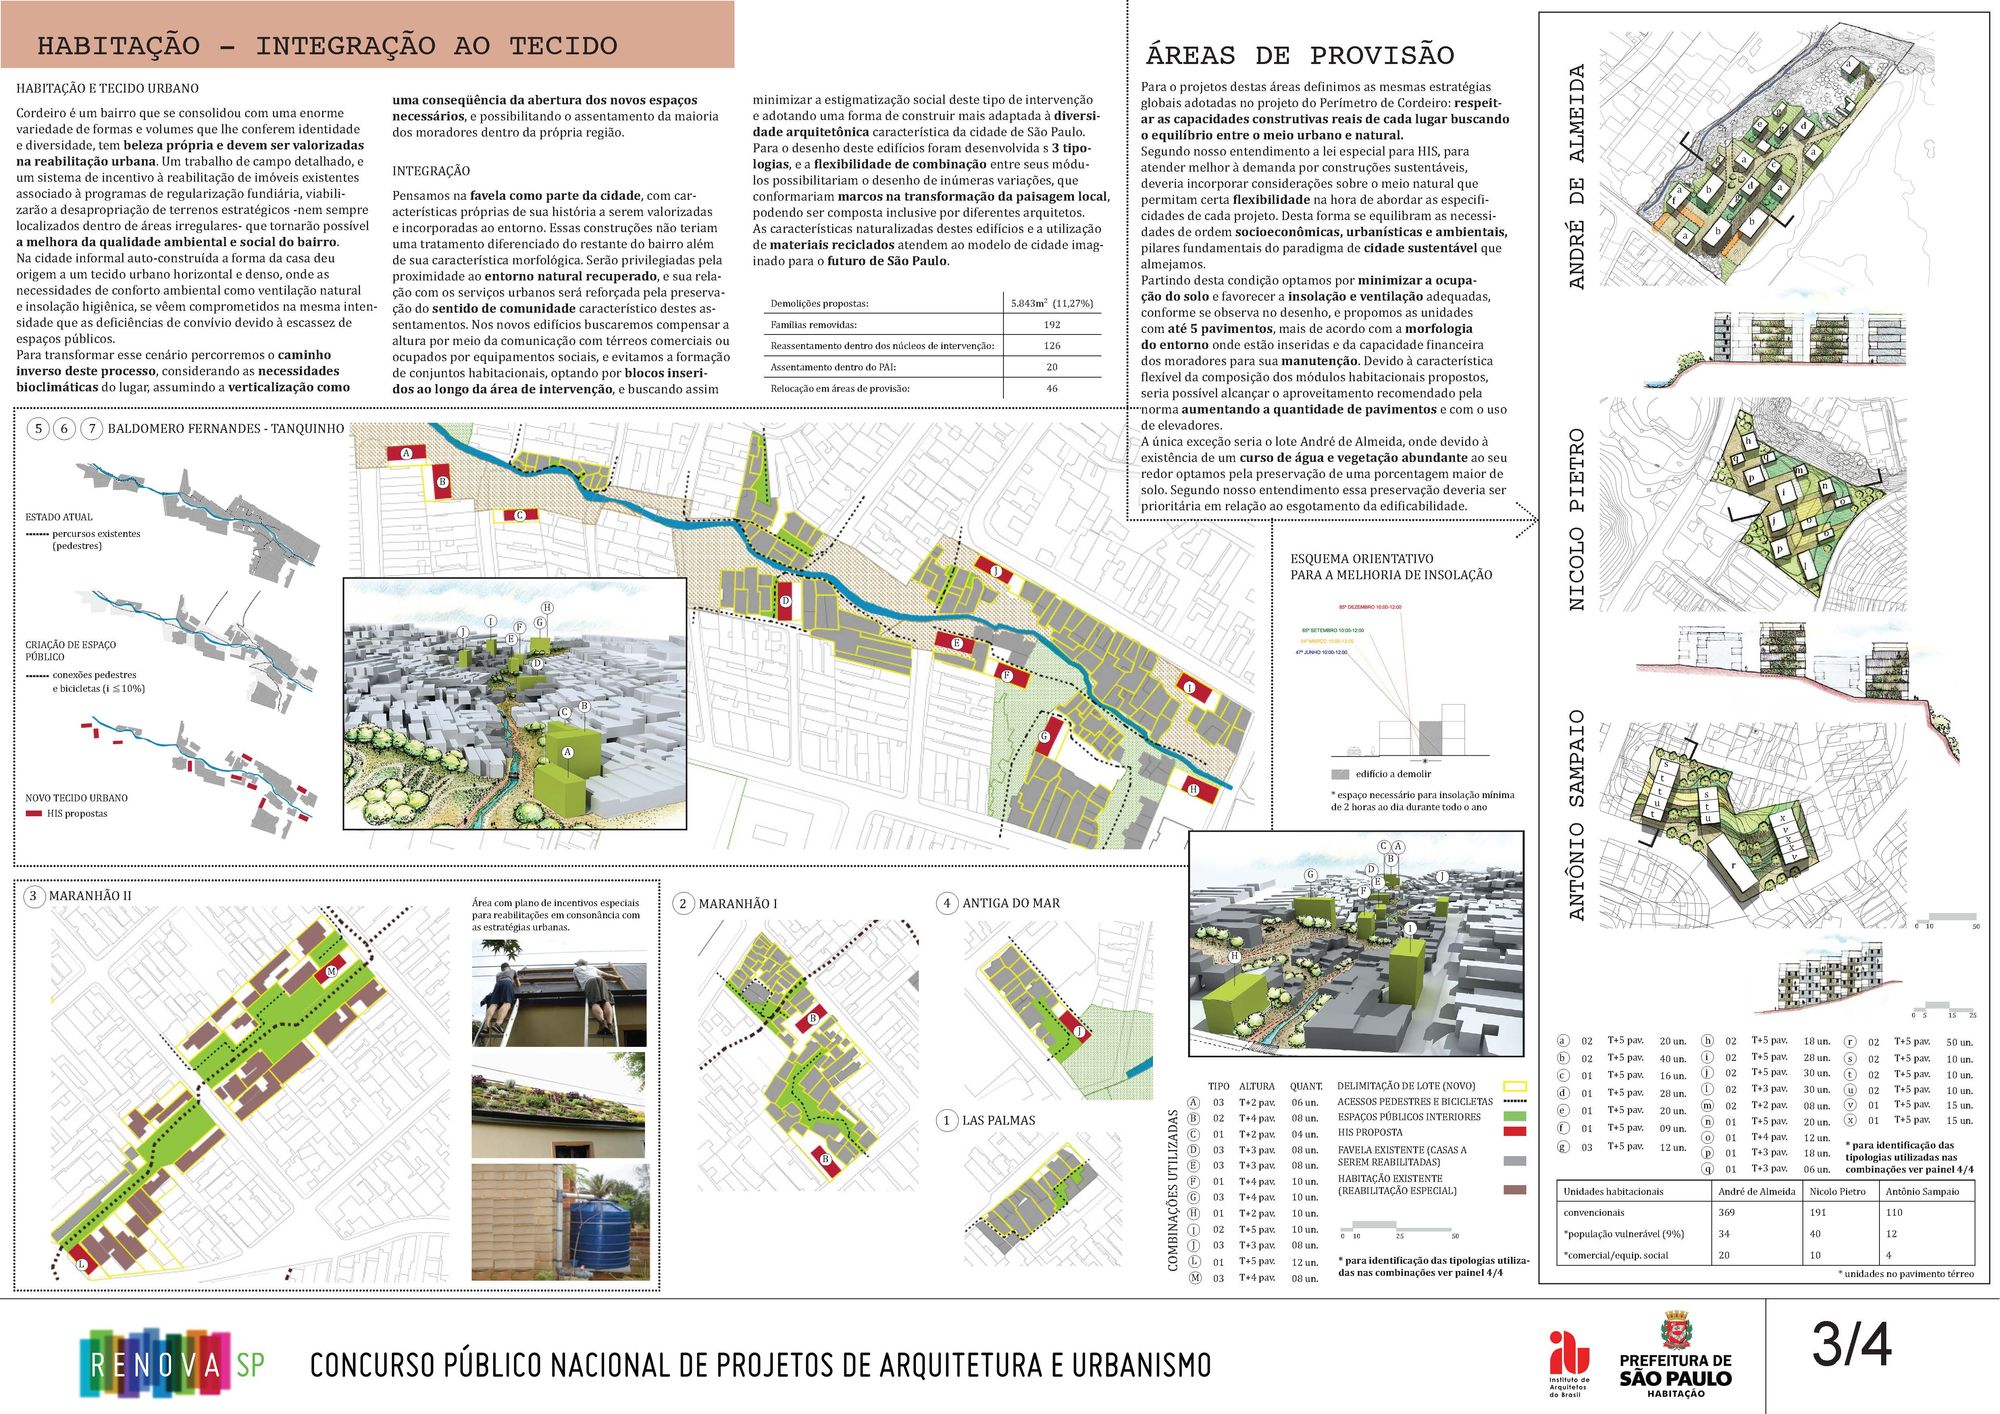 HABITAÇÃO – INTEGRAÇÃO AO TECIDO
HABITAÇÃO E TECIDO URBANO
Cordeiro é um bairro que se consolidou com uma enorme
variedade de formas e volumes que lhe conferem identidade
e diversidade, tem beleza própria e devem ser valorizadas
na reabilitação urbana. Um trabalho de campo detalhado, e
um sistema de incentivo à reabilitação de imóveis existentes
associado à programas de regularização fundiária, viabili-
zarão a desapropriação de terrenos estratégicos -nem sempre
localizados dentro de áreas irregulares- que tornarão possível
a melhora da qualidade ambiental e social do bairro.
Na cidade informal auto-construída a forma da casa deu
origem a um tecido urbano horizontal e denso, onde as
necessidades de conforto ambiental como ventilação natural
e insolação higiênica, se vêem comprometidos na mesma inten-
sidade que as deficiências de convívio devido à escassez de
espaços públicos.
Para transformar esse cenário percorremos o caminho
inverso deste processo, considerando as necessidades
bioclimáticas do lugar, assumindo a verticalização como
uma conseqüência da abertura dos novos espaços
necessários, e possibilitando o assentamento da maioria
dos moradores dentro da própria região.
INTEGRAÇÃO
Pensamos na favela como parte da cidade, com car-
acterísticas próprias de sua história a serem valorizadas
e incorporadas ao entorno. Essas construções não teriam
uma tratamento diferenciado do restante do bairro além
de sua característica morfológica. Serão privilegiadas pela
proximidade ao entorno natural recuperado, e sua rela-
ção com os serviços urbanos será reforçada pela preserva-
ção do sentido de comunidade característico destes as-
sentamentos. Nos novos edifícios buscaremos compensar a
altura por meio da comunicação com térreos comerciais ou
ocupados por equipamentos sociais, e evitamos a formação
de conjuntos habitacionais, optando por blocos inseri-
dos ao longo da área de intervenção, e buscando assim
minimizar a estigmatização social deste tipo de intervenção
e adotando uma forma de construir mais adaptada à diversi-
dade arquitetônica característica da cidade de São Paulo.
Para o desenho deste edifícios foram desenvolvida s 3 tipo-
logias, e a flexibilidade de combinação entre seus módu-
los possibilitariam o desenho de inúmeras variações, que
conformariam marcos na transformação da paisagem local,
podendo ser composta inclusive por diferentes arquitetos.
As características naturalizadas destes edifícios e a utilização
de materiais reciclados atendem ao modelo de cidade imag-
inado para o futuro de São Paulo.
Demolições propostas: 5.843m² (11,27%)
Famílias removidas: 192
Reassentamento dentro dos núcleos de intervenção: 126
Assentamento dentro do PAI: 20
Relocação em áreas de provisão: 46
ÁREAS DE PROVISÃO
Para o projetos destas áreas definimos as mesmas estratégias
globais adotadas no projeto do Perímetro de Cordeiro: respeit-
ar as capacidades construtivas reais de cada lugar buscando
o equilíbrio entre o meio urbano e natural.
Segundo nosso entendimento a lei especial para HIS, para
atender melhor à demanda por construções sustentáveis,
deveria incorporar considerações sobre o meio natural que
permitam certa flexibilidade na hora de abordar as especifi-
cidades de cada projeto. Desta forma se equilibram as necessi-
dades de ordem socioeconômicas, urbanísticas e ambientais,
pilares fundamentais do paradigma de cidade sustentável que
almejamos.
Partindo desta condição optamos por minimizar a ocupa-
ção do solo e favorecer a insolação e ventilação adequadas,
conforme se observa no desenho, e propomos as unidades
com até 5 pavimentos, mais de acordo com a morfologia
do entorno onde estão inseridas e da capacidade financeira
dos moradores para sua manutenção. Devido à característica
flexível da composição dos módulos habitacionais propostos,
seria possível alcançar o aproveitamento recomendado pela
norma aumentando a quantidade de pavimentos e com o uso
de elevadores.
A única exceção seria o lote André de Almeida, onde devido à
existência de um curso de água e vegetação abundante ao seu
redor optamos pela preservação de uma porcentagem maior de
solo. Segundo nosso entendimento essa preservação deveria ser
prioritária em relação ao esgotamento da edificabilidade.
5 6 7 BALDOMERO FERNANDES - TANQUINHO
ESTADO ATUAL
percursos existentes
(pedestres)
CRIAÇÃO DE ESPAÇO
PÚBLICO
conexões pedestres
e bicicletas (i ≤10%)
NOVO TECIDO URBANO
HIS propostas
A
B
C
D
E
F
G
H
I
J
J I F H
E G
D
C B
A
ESQUEMA ORIENTATIVO
PARA A MELHORIA DE INSOLAÇÃO
85º DEZEMBRO 10:00-12:00
65º SETEMBRO 10:00-12:00
64º MARÇO 10:00-12:00
47º JUNHO 10:00-12:00
*
edifício a demolir
* espaço necessário para insolação mínima
de 2 horas ao dia durante todo o ano
C A
B
G D J
E
F
I
H
3 MARANHÃO II
M
L
Área com plano de incentivos especiais
para reabilitações em consonância com
as estratégias urbanas.
2 MARANHÃO I
B
B
4 ANTIGA DO MAR
J
1 LAS PALMAS
COMBINAÇÕES UTILIZADAS
TIPO ALTURA QUANT.
A 03 T+2 pav. 06 un.
B 02 T+4 pav. 08 un.
C 01 T+2 pav. 04 un.
D 03 T+3 pav. 08 un.
E 03 T+3 pav. 08 un.
F 01 T+4 pav. 10 un.
G 03 T+4 pav. 10 un.
H 01 T+2 pav. 10 un.
I 02 T+5 pav. 10 un.
J 03 T+3 pav. 08 un.
L 01 T+5 pav. 12 un.
M 03 T+4 pav. 08 un.
DELIMITAÇÃO DE LOTE (NOVO)
ACESSOS PEDESTRES E BICICLETAS
ESPAÇOS PÚBLICOS INTERIORES
HIS PROPOSTA
FAVELA EXISTENTE (CASAS A
SEREM REABILITADAS)
HABITAÇÃO EXISTENTE
(REABILITAÇÃO ESPECIAL)
0 10 25 50
* para identificação das tipologias utiliza-
das nas combinações ver painel 4/4
ANDRÉ DE ALMEIDA
NICOLO PIETRO
ANTÔNIO SAMPAIO
0 10 50
0 5 15 25
a 02 T+5 pav. 20 un.
b 02 T+5 pav. 40 un.
c 01 T+5 pav. 16 un.
d 01 T+5 pav. 28 un.
e 01 T+5 pav. 20 un.
f 01 T+5 pav. 09 un.
g 03 T+5 pav. 12 un.
h 02 T+5 pav. 18 un.
i 02 T+5 pav. 28 un.
j 02 T+5 pav. 30 un.
l 02 T+3 pav. 30 un.
m 02 T+2 pav. 08 un.
n 01 T+5 pav. 20 un.
o 01 T+4 pav. 12 un.
p 01 T+3 pav. 18 un.
q 01 T+3 pav. 06 un.
r 02 T+5 pav. 50 un.
s 02 T+5 pav. 10 un.
t 02 T+5 pav. 10 un.
u 02 T+5 pav. 10 un.
v 01 T+5 pav. 15 un.
x 01 T+5 pav. 15 un.
* para identificação das
tipologias utilizadas nas
combinações ver painel 4/4
Unidades habitacionais André de Almeida Nicolo Pietro Antônio Sampaio
convencionais 369 191 110
*população vulnerável (9%) 34 40 12
*comercial/equip. social 20 10 4
* unidades no pavimento térreo
RENOVA SP
CONCURSO PÚBLICO NACIONAL DE PROJETOS DE ARQUITETURA E URBANISMO
iab
Instituto de
Arquitetos
do Brasil
PREFEITURA DE
SÃO PAULO
HABITAÇÃO
3/4